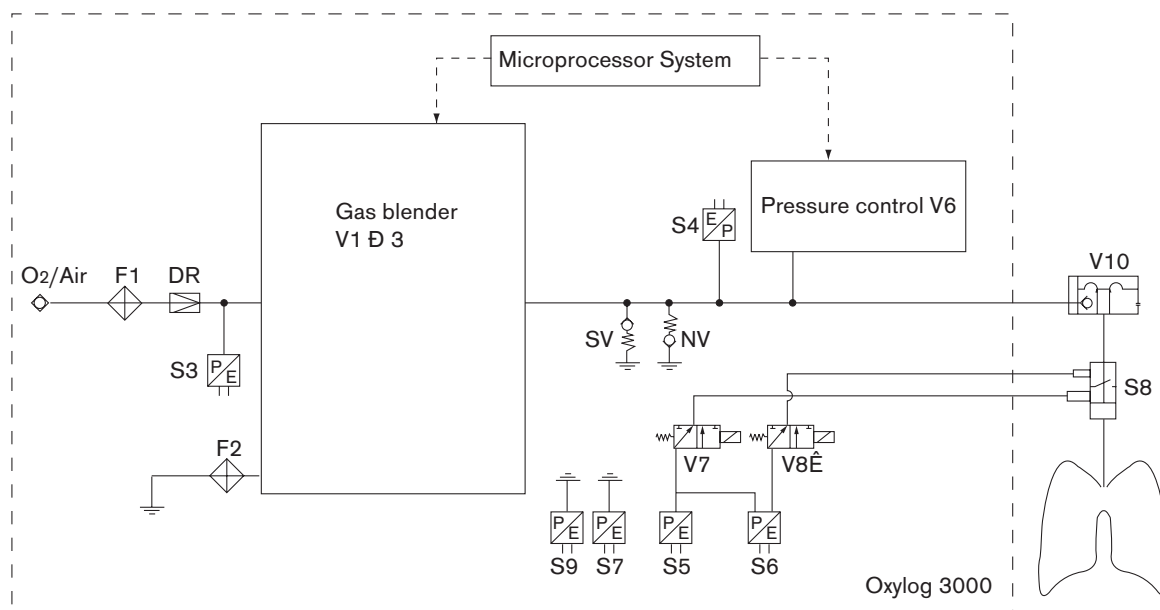 Microprocessor System
Gas blender
V1 Ð 3
Pressure control V6
S4
E
P
O2/Air
F1
DR
V10
SV
NV
S3
P
E
S8
F2
V7
V8Ê
P
E
P
E
P
E
P
E
S9
S7
S5
S6
Oxylog 3000